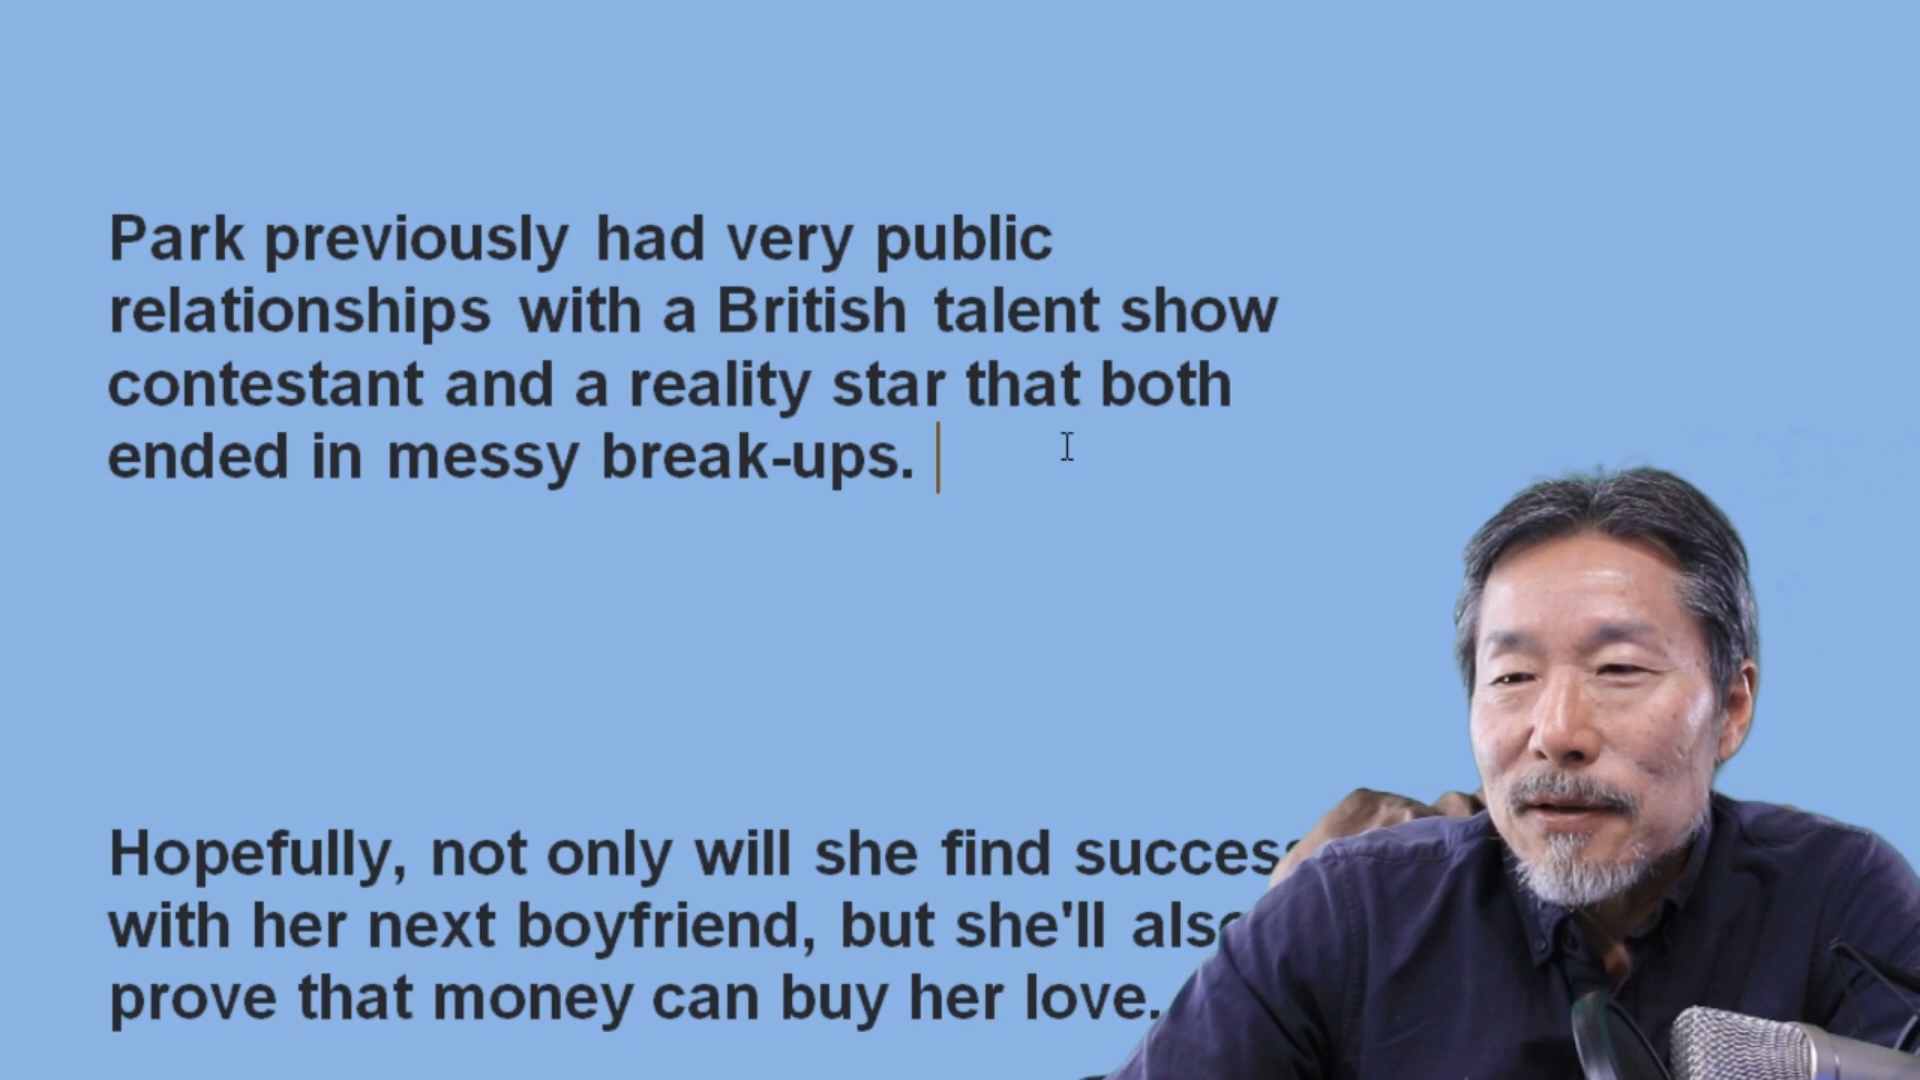 Park previously had very public
relationships with a British talent show
contestant and a reality star that both
ended in messy break-ups.
Hopefully, not only will she find success
with her next boyfriend, but she'll also
prove that money can buy her love.